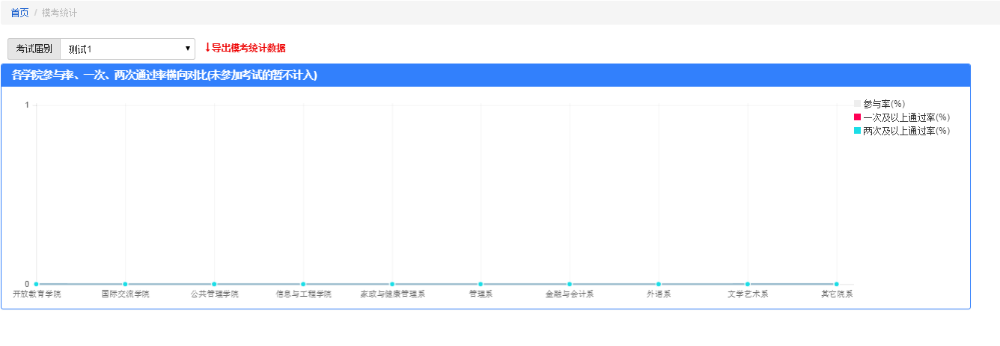 首页 / 模考统计
考试届别 测试1 ↓导出模考统计数据
各学院参与率、一次、两次通过率横向对比(未参加考试的暂不计入)
1
参与率(%)
一次及以上通过率(%)
两次及以上通过率(%)
0
开放教育学院 国际交流学院 公共管理学院 信息与工程学院 家政与健康管理系 管理系 金融与会计系 外语系 文学艺术系 其它院系